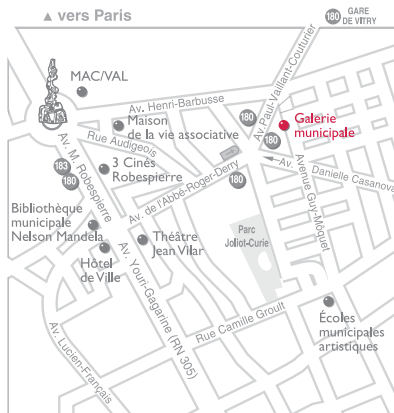 ▲ vers Paris
180
GARE
DE VITRY
MAC/VAL
Av. Henri-Barbusse
Av. Paul-Vaillant-Couturier
180
Galerie
municipale
Maison
de la vie associative
Rue Audigeois
180
Av. M. Robespierre
183
180
3 Cinés
Robespierre
Av. de l'Abbé-Roger-Derry
180
Av. Danielle Casanova
Avenue Guy-Môquet
Bibliothèque
municipale
Nelson Mandela
Parc
Joliot-Curie
Théâtre
Jean Vilar
Hôtel
de Ville
Av. Youri-Gagarine (RN 305)
Rue Camille Groult
Écoles
municipales
artistiques
Av. Lucien-Français